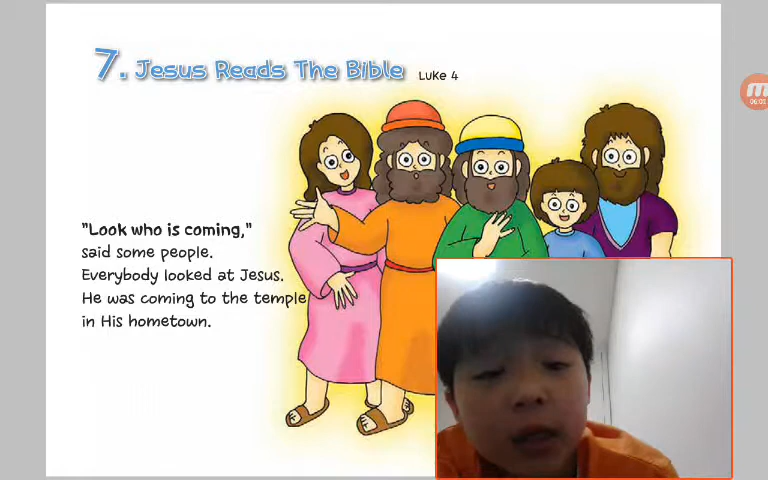 7. Jesus Reads The Bible Luke 4
"Look who is coming,"
said some people.
Everybody looked at Jesus.
He was coming to the temple
in His hometown.